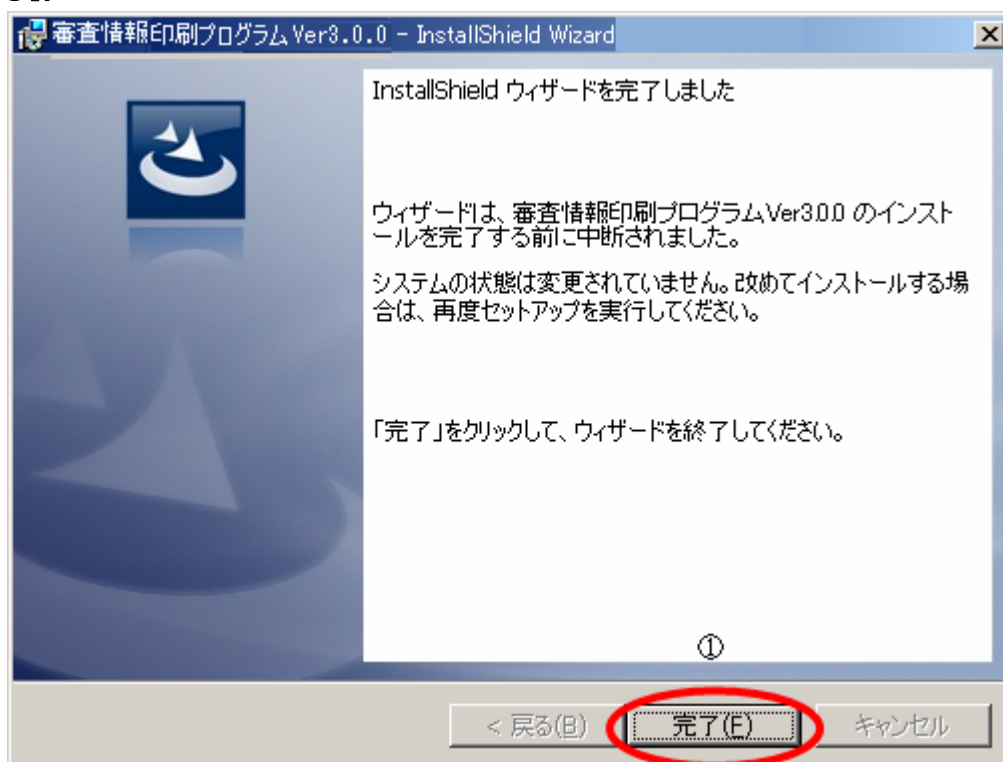 審査情報印刷プログラム Ver3.0.0 - InstallShield Wizard
InstallShield ウィザードを完了しました
ウィザードは、審査情報印刷プログラムVer3.0.0 のインスト
ールを完了する前に中断されました。
システムの状態は変更されていません。改めてインストールする場
合は、再度セットアップを実行してください。
「完了」をクリックして、ウィザードを終了してください。
①
< 戻る(B)
完了(F)
キャンセル